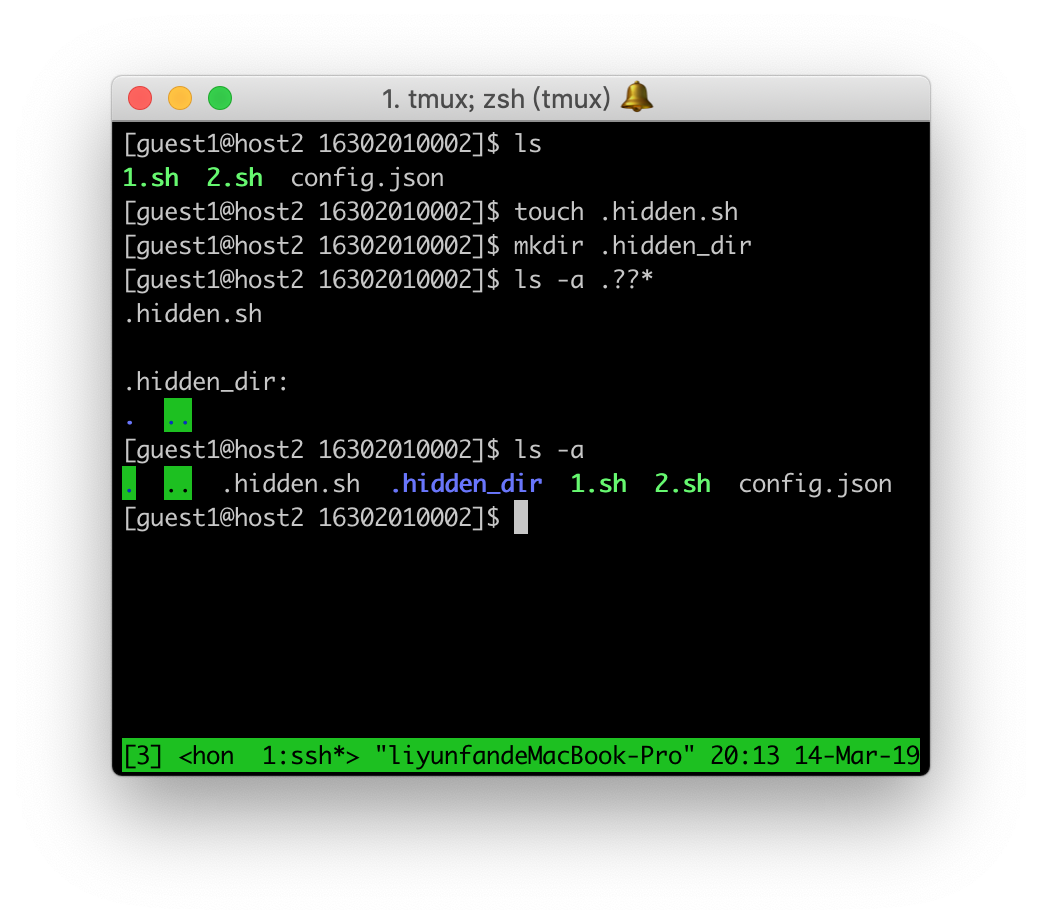 1. tmux; zsh (tmux) 🔔
[guest1@host2 16302010002]$ ls
1.sh  2.sh  config.json
[guest1@host2 16302010002]$ touch .hidden.sh
[guest1@host2 16302010002]$ mkdir .hidden_dir
[guest1@host2 16302010002]$ ls -a .??*
.hidden.sh

.hidden_dir:
.  ..
[guest1@host2 16302010002]$ ls -a
.  ..  .hidden.sh  .hidden_dir  1.sh  2.sh  config.json
[guest1@host2 16302010002]$
[3] <hon  1:ssh*> "liyunfandeMacBook-Pro" 20:13 14-Mar-19